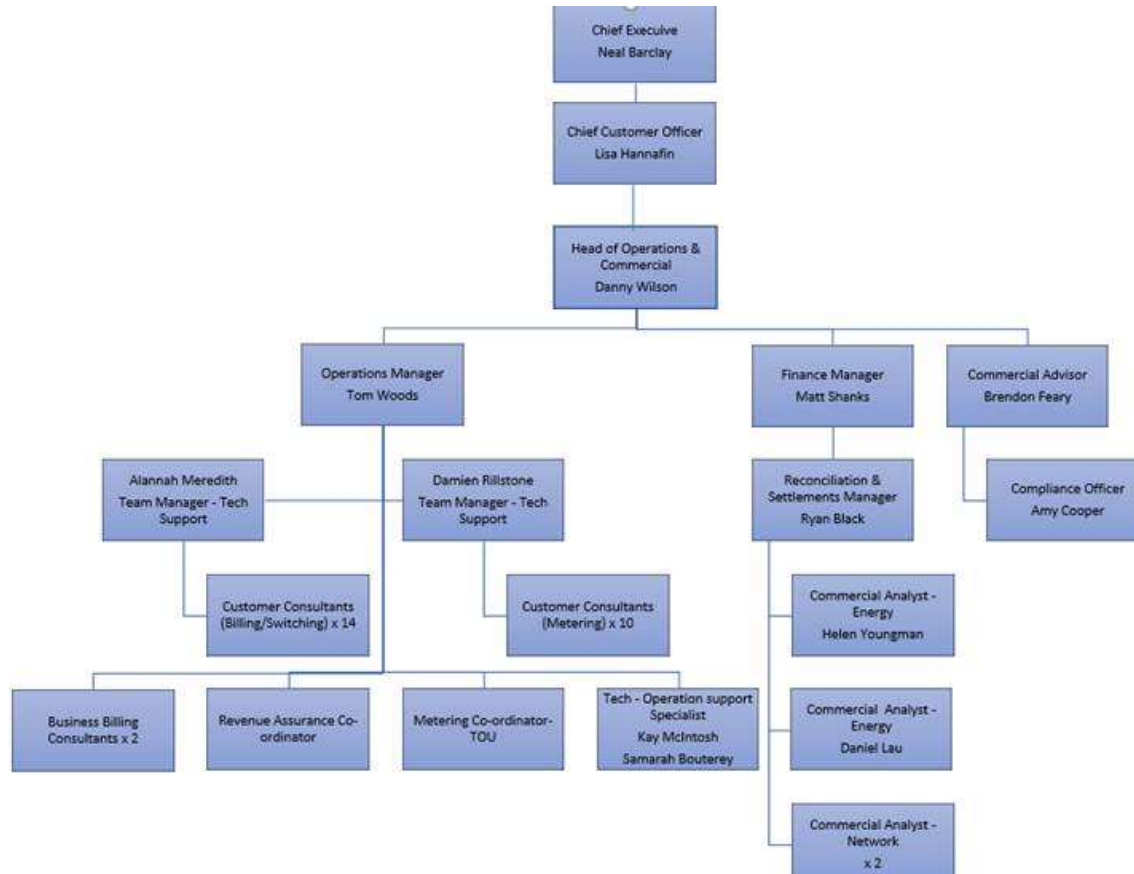 Chief Execuive
Neal Barclay
Chief Customer Officer
Lisa Hannafin
Head of Operations &
Commercial
Danny Wilson
Operations Manager
Tom Woods
Finance Manager
Matt Shanks
Commercial Advisor
Brendon Feary
Alannah Meredith
Team Manager - Tech
Support
Damien Rillstone
Team Manager - Tech
Support
Reconciliation &
Settlements Manager
Ryan Black
Compliance Officer
Amy Cooper
Customer Consultants
(Billing/Switching) x 14
Customer Consultants
(Metering) x 10
Commercial Analyst -
Energy
Helen Youngman
Business Billing
Consultants x 2
Revenue Assurance Co-
ordinator
Metering Co-ordinator-
TOU
Tech - Operation support
Specialist
Kay McIntosh
Samarah Bouterey
Commercial Analyst -
Energy
Daniel Lau
Commercial Analyst -
Network
x 2